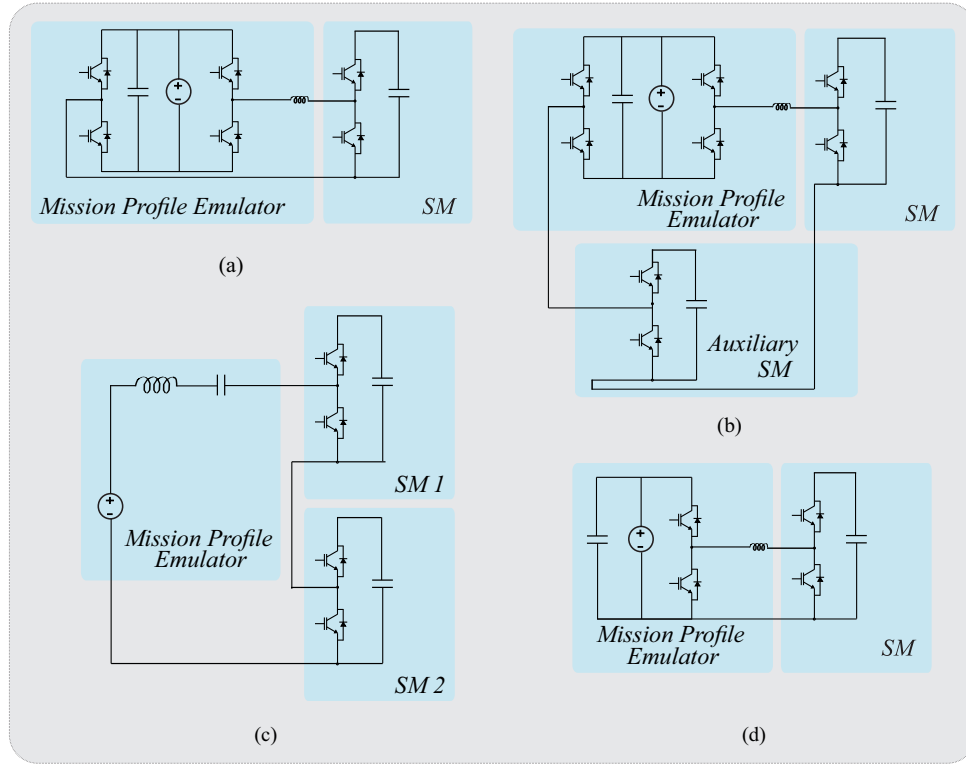 Mission Profile Emulator
SM
(a)
Mission Profile
Emulator
SM
Auxiliary
SM
(b)
Mission Profile
Emulator
SM 1
SM 2
(c)
Mission Profile
Emulator
SM
(d)